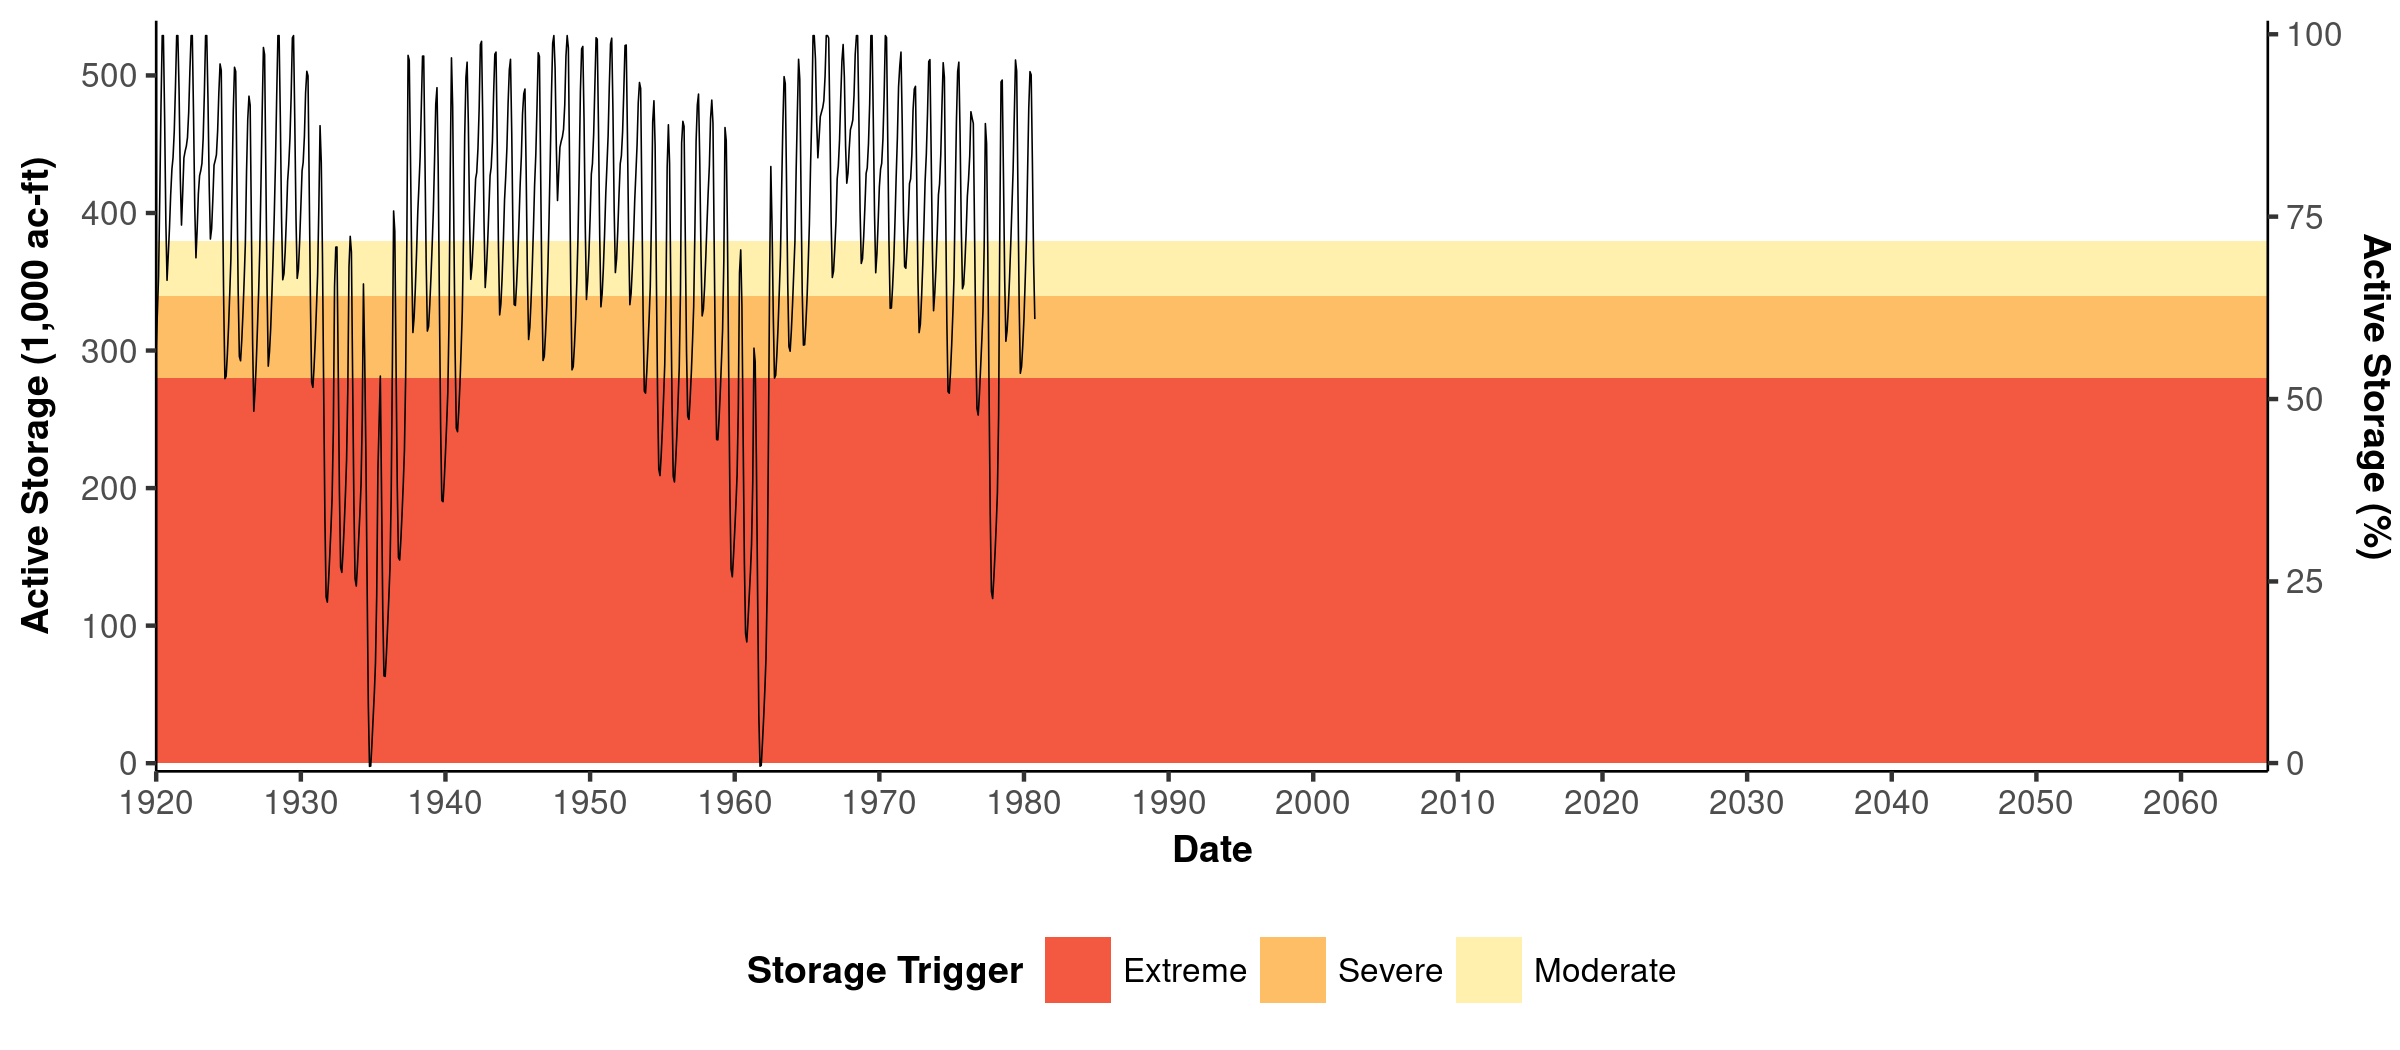 500
400
300
200
100
0
Active Storage (1,000 ac-ft)
100
75
50
25
0
Active Storage (%)
1920 1930 1940 1950 1960 1970 1980 1990 2000 2010 2020 2030 2040 2050 2060
Date
Storage Trigger Extreme Severe Moderate